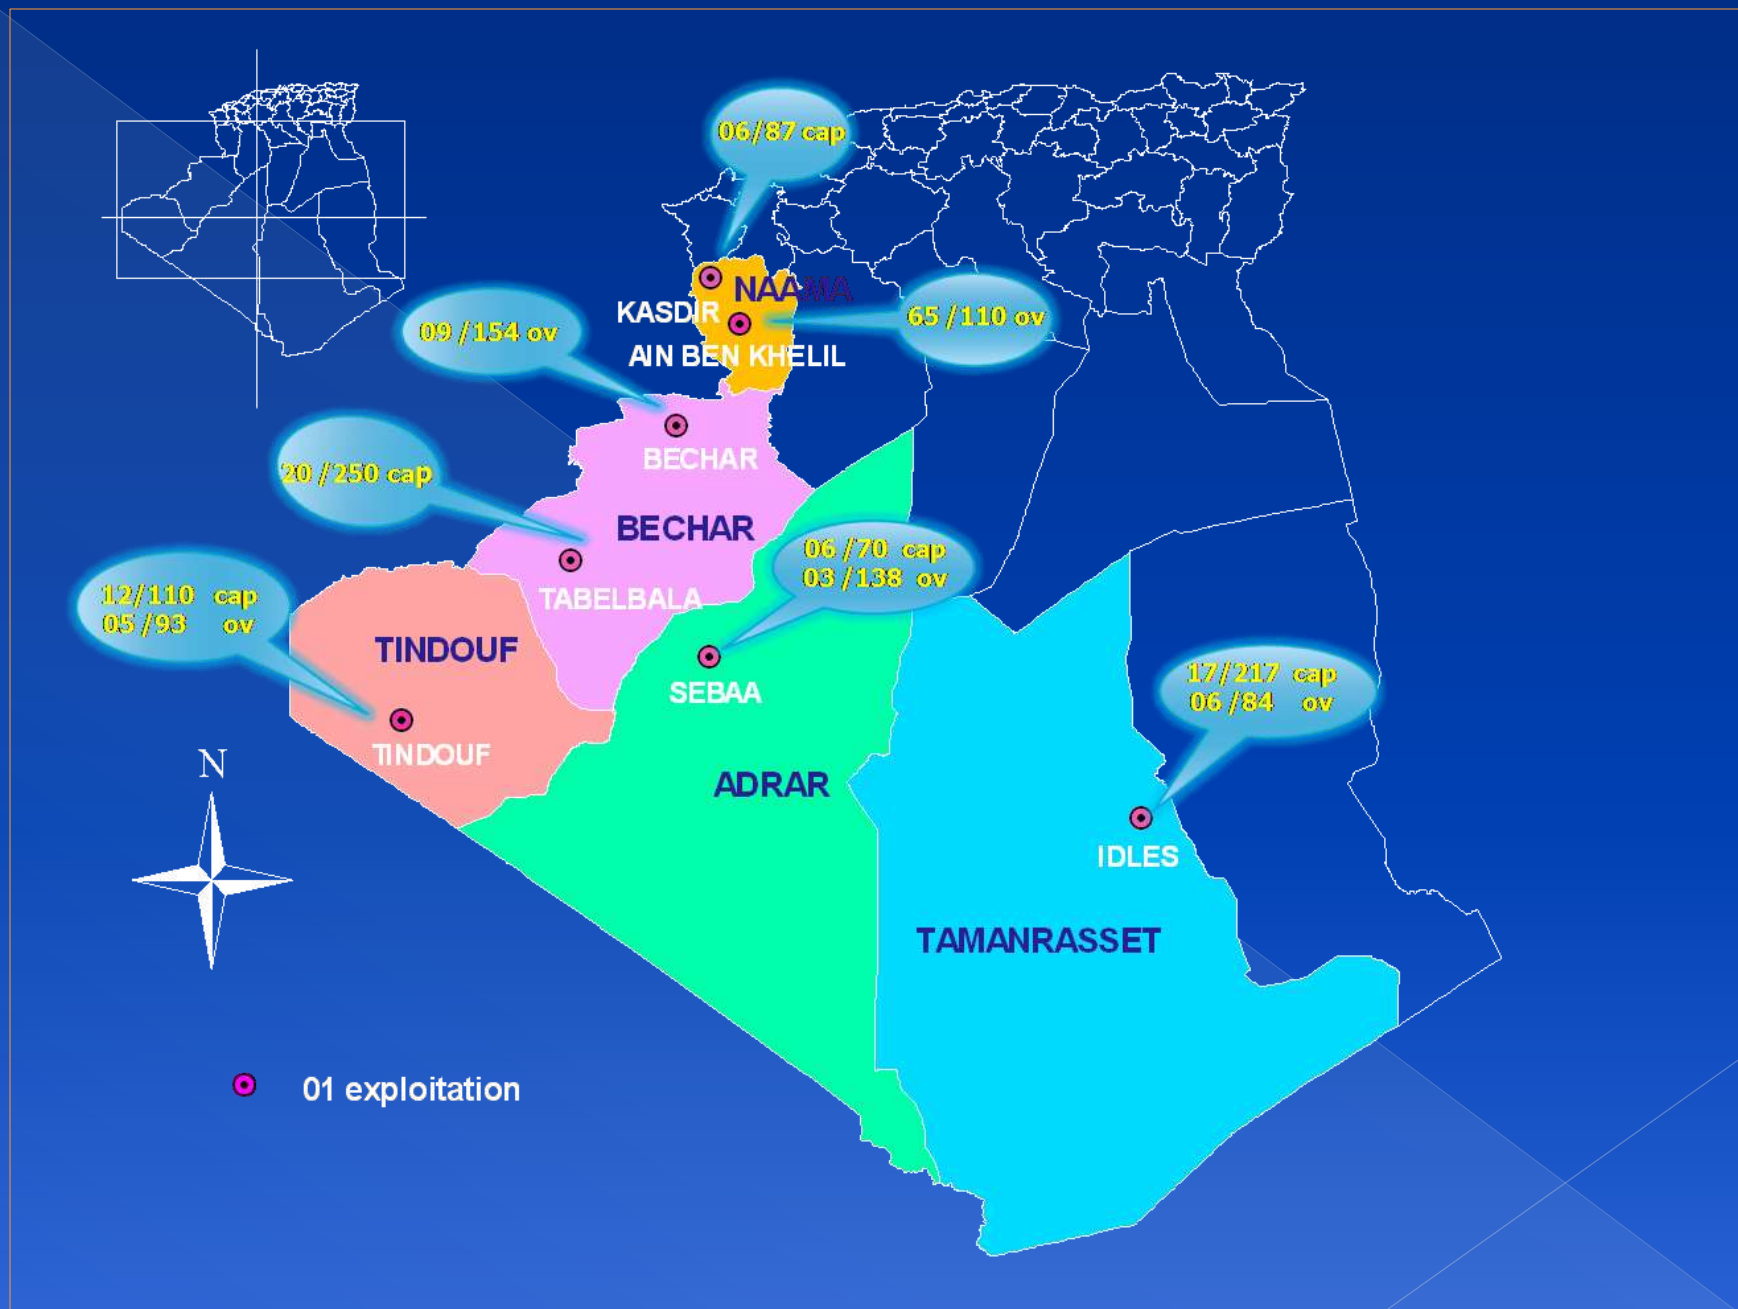 06/87 cap
NAAMA
KASDIR
65 /110 ov
09 /154 ov
AIN BEN KHELIL
BECHAR
20 /250 cap
BECHAR
06 /70 cap
03 /138 ov
12/110 cap
05 /93 ov
TABELBALA
TINDOUF
17/217 cap
06 /84 ov
SEBAA
TINDOUF
N
ADRAR
IDLES
TAMANRASSET
01 exploitation